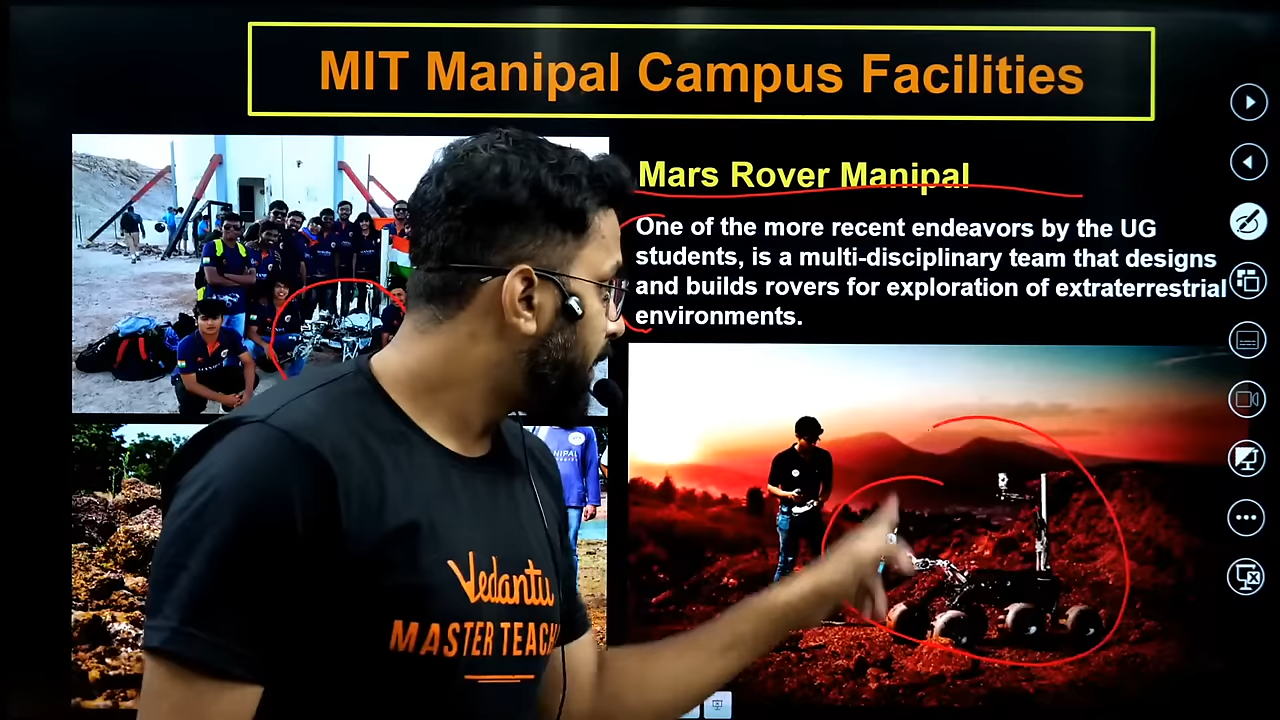 MIT Manipal Campus Facilities
Mars Rover Manipal
One of the more recent endeavors by the UG
students, is a multi-disciplinary team that designs
and builds rovers for exploration of extraterrestrial
environments.
NIPAL
Vedantu
MASTER TEACH